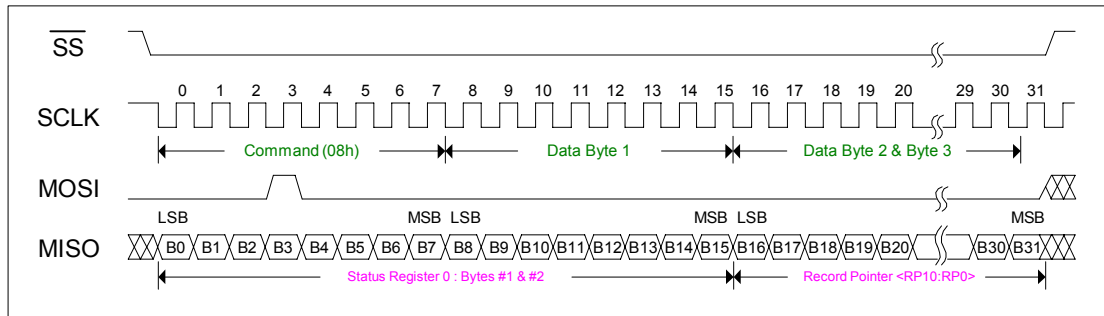 SS
0 1 2 3 4 5 6 7 8 9 10 11 12 13 14 15 16 17 18 19 20 29 30 31
SCLK
Command (08h) Data Byte 1 Data Byte 2 & Byte 3
MOSI
LSB MSB LSB MSB LSB MSB
MISO B0 B1 B2 B3 B4 B5 B6 B7 B8 B9 B10 B11 B12 B13 B14 B15 B16 B17 B18 B19 B20 B30 B31
Status Register 0 : Bytes #1 & #2 Record Pointer <RP10:RP0>